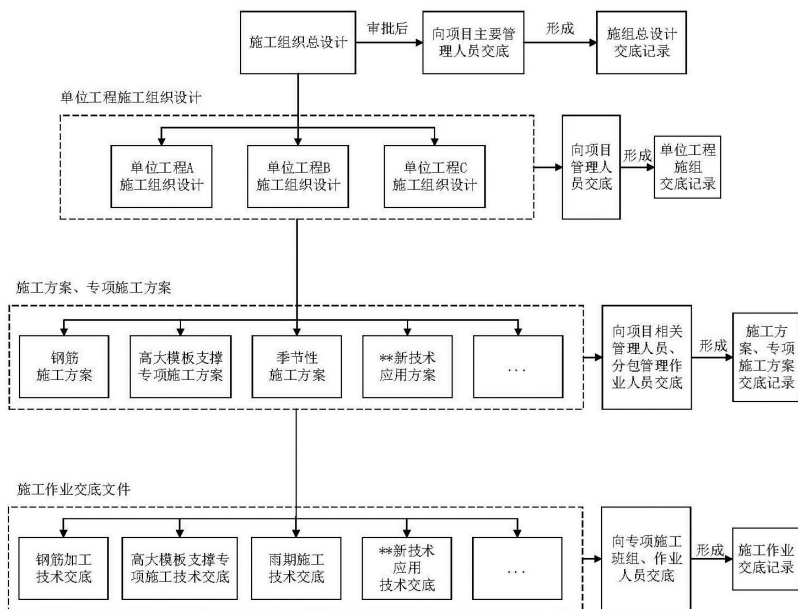 施工组织总设计
审批后
向项目主要管
理人员交底
形成
施组总设计
交底记录
单位工程施工组织设计
单位工程A
施工组织设计
单位工程B
施工组织设计
单位工程C
施工组织设计
向项目
管理人
员交底
形成
单位工程
施组
交底记录
施工方案、专项施工方案
钢筋
施工方案
高大模板支撑
专项施工方案
季节性
施工方案
**新技术
应用方案
...
向项目相关
管理人员、
分包管理作
业人员交底
形成
施工方
案、专项
施工方案
交底记录
施工作业交底文件
钢筋加工
技术交底
高大模板支撑专
项施工技术交底
雨期施工
技术交底
**新技术
应用
技术交底
...
向专项施工
班组、作业
人员交底
形成
施工作业
交底记录